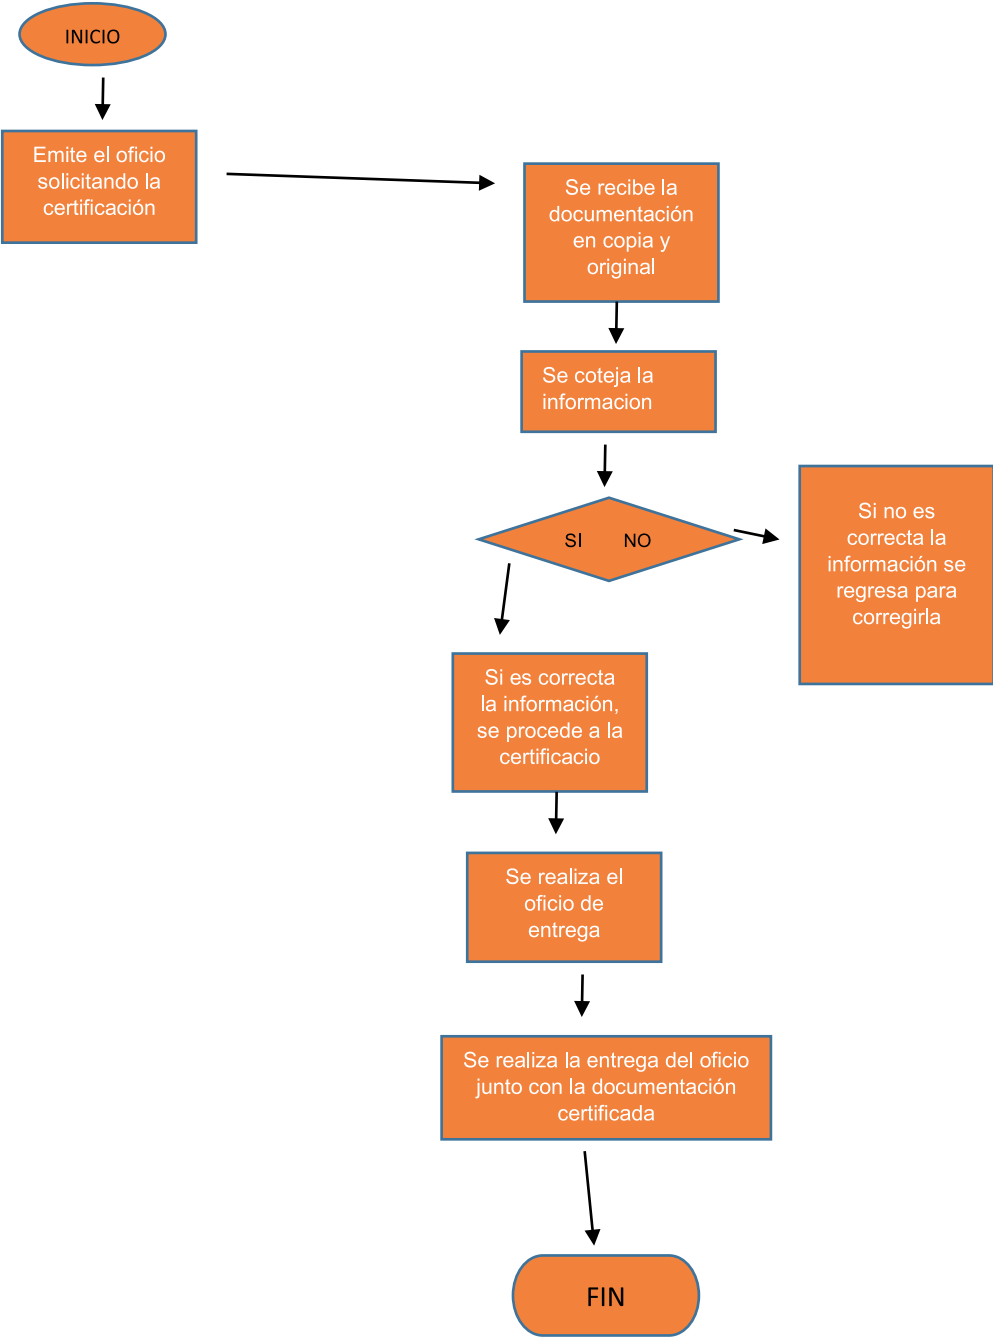 INICIO
Emite el oficio
solicitando la
certificación
Se recibe la
documentación
en copia y
original
Se coteja la
informacion
SI NO
Si no es
correcta la
información se
regresa para
corregirla
Si es correcta
la información,
se procede a la
certificacio
Se realiza el
oficio de
entrega
Se realiza la entrega del oficio
junto con la documentación
certificada
FIN